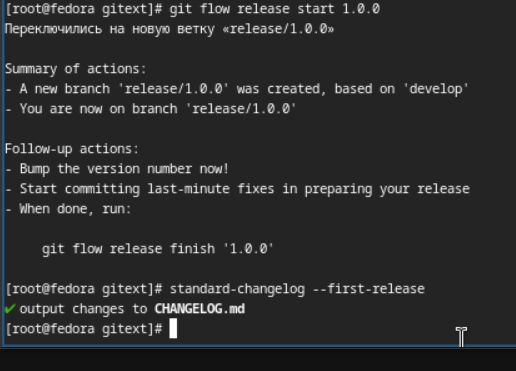 [root@fedora gitext]# git flow release start 1.0.0
Переключились на новую ветку «release/1.0.0»
Summary of actions:
- A new branch 'release/1.0.0' was created, based on 'develop'
- You are now on branch 'release/1.0.0'
Follow-up actions:
- Bump the version number now!
- Start committing last-minute fixes in preparing your release
- When done, run:
git flow release finish '1.0.0'
[root@fedora gitext]# standard-changelog --first-release
✔ output changes to CHANGELOG.md
[root@fedora gitext]#